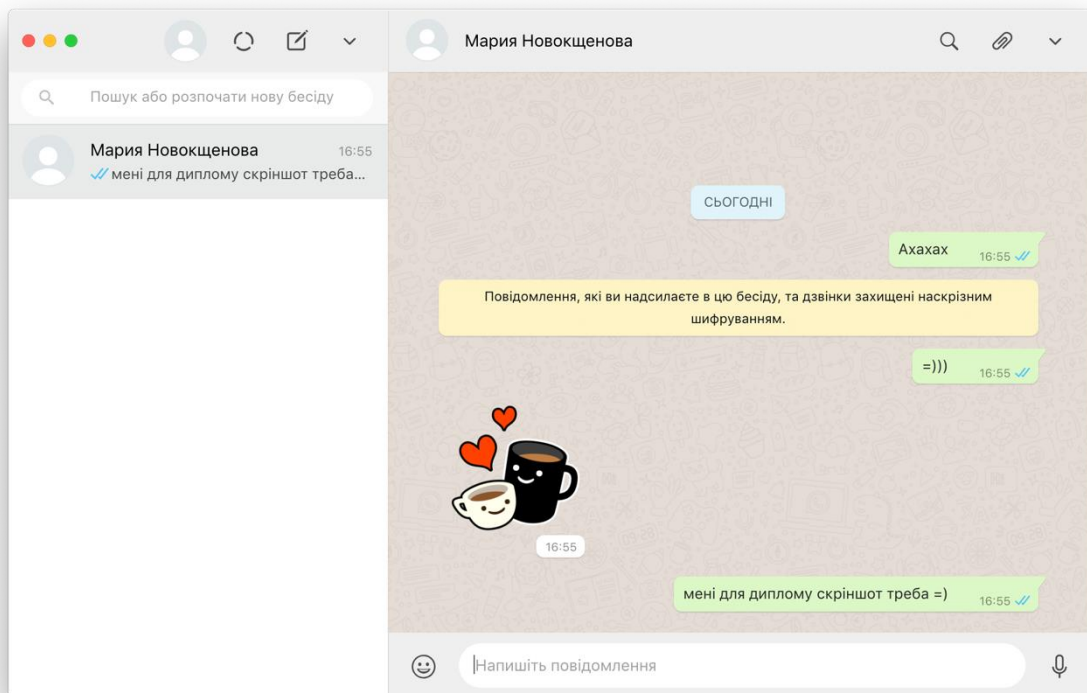 Мария Новокщенова
Пошук або розпочати нову бесіду
Мария Новокщенова 16:55
мені для диплому скріншот треба...
СЬОГОДНІ
Ахахах 16:55
Повідомлення, які ви надсилаєте в цю бесіду, та дзвінки захищені наскрізним
шифруванням.
=))) 16:55
16:55
мені для диплому скріншот треба =) 16:55
Напишіть повідомлення